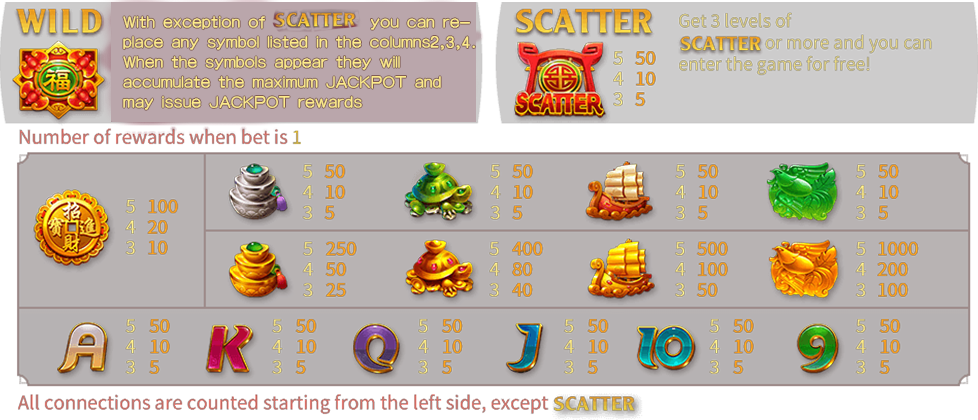 WILD
福
With exception of SCATTER you can re-
place any symbol listed in the columns2,3,4.
When the symbols appear they will
accumulate the maximum JACKPOT and
may issue JACKPOT rewards
SCATTER
SCATTER
5 50
4 10
3 5
Get 3 levels of
SCATTER or more and you can
enter the game for free!
Number of rewards when bet is 1
招財進寶
5 100
4 20
3 10
5 50
4 10
3 5
5 50
4 10
3 5
5 50
4 10
3 5
5 50
4 10
3 5
5 250
4 50
3 25
5 400
4 80
3 40
5 500
4 100
3 50
5 1000
4 200
3 100
A
5 50
4 10
3 5
K
5 50
4 10
3 5
Q
5 50
4 10
3 5
J
5 50
4 10
3 5
10
5 50
4 10
3 5
9
5 50
4 10
3 5
All connections are counted starting from the left side, except SCATTER